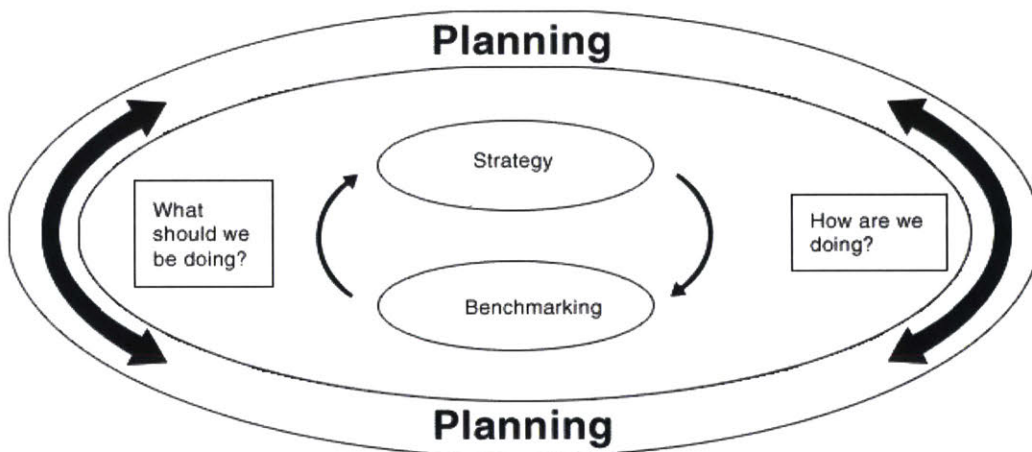 Planning
Strategy
What
should we
be doing?
How are we
doing?
Benchmarking
Planning